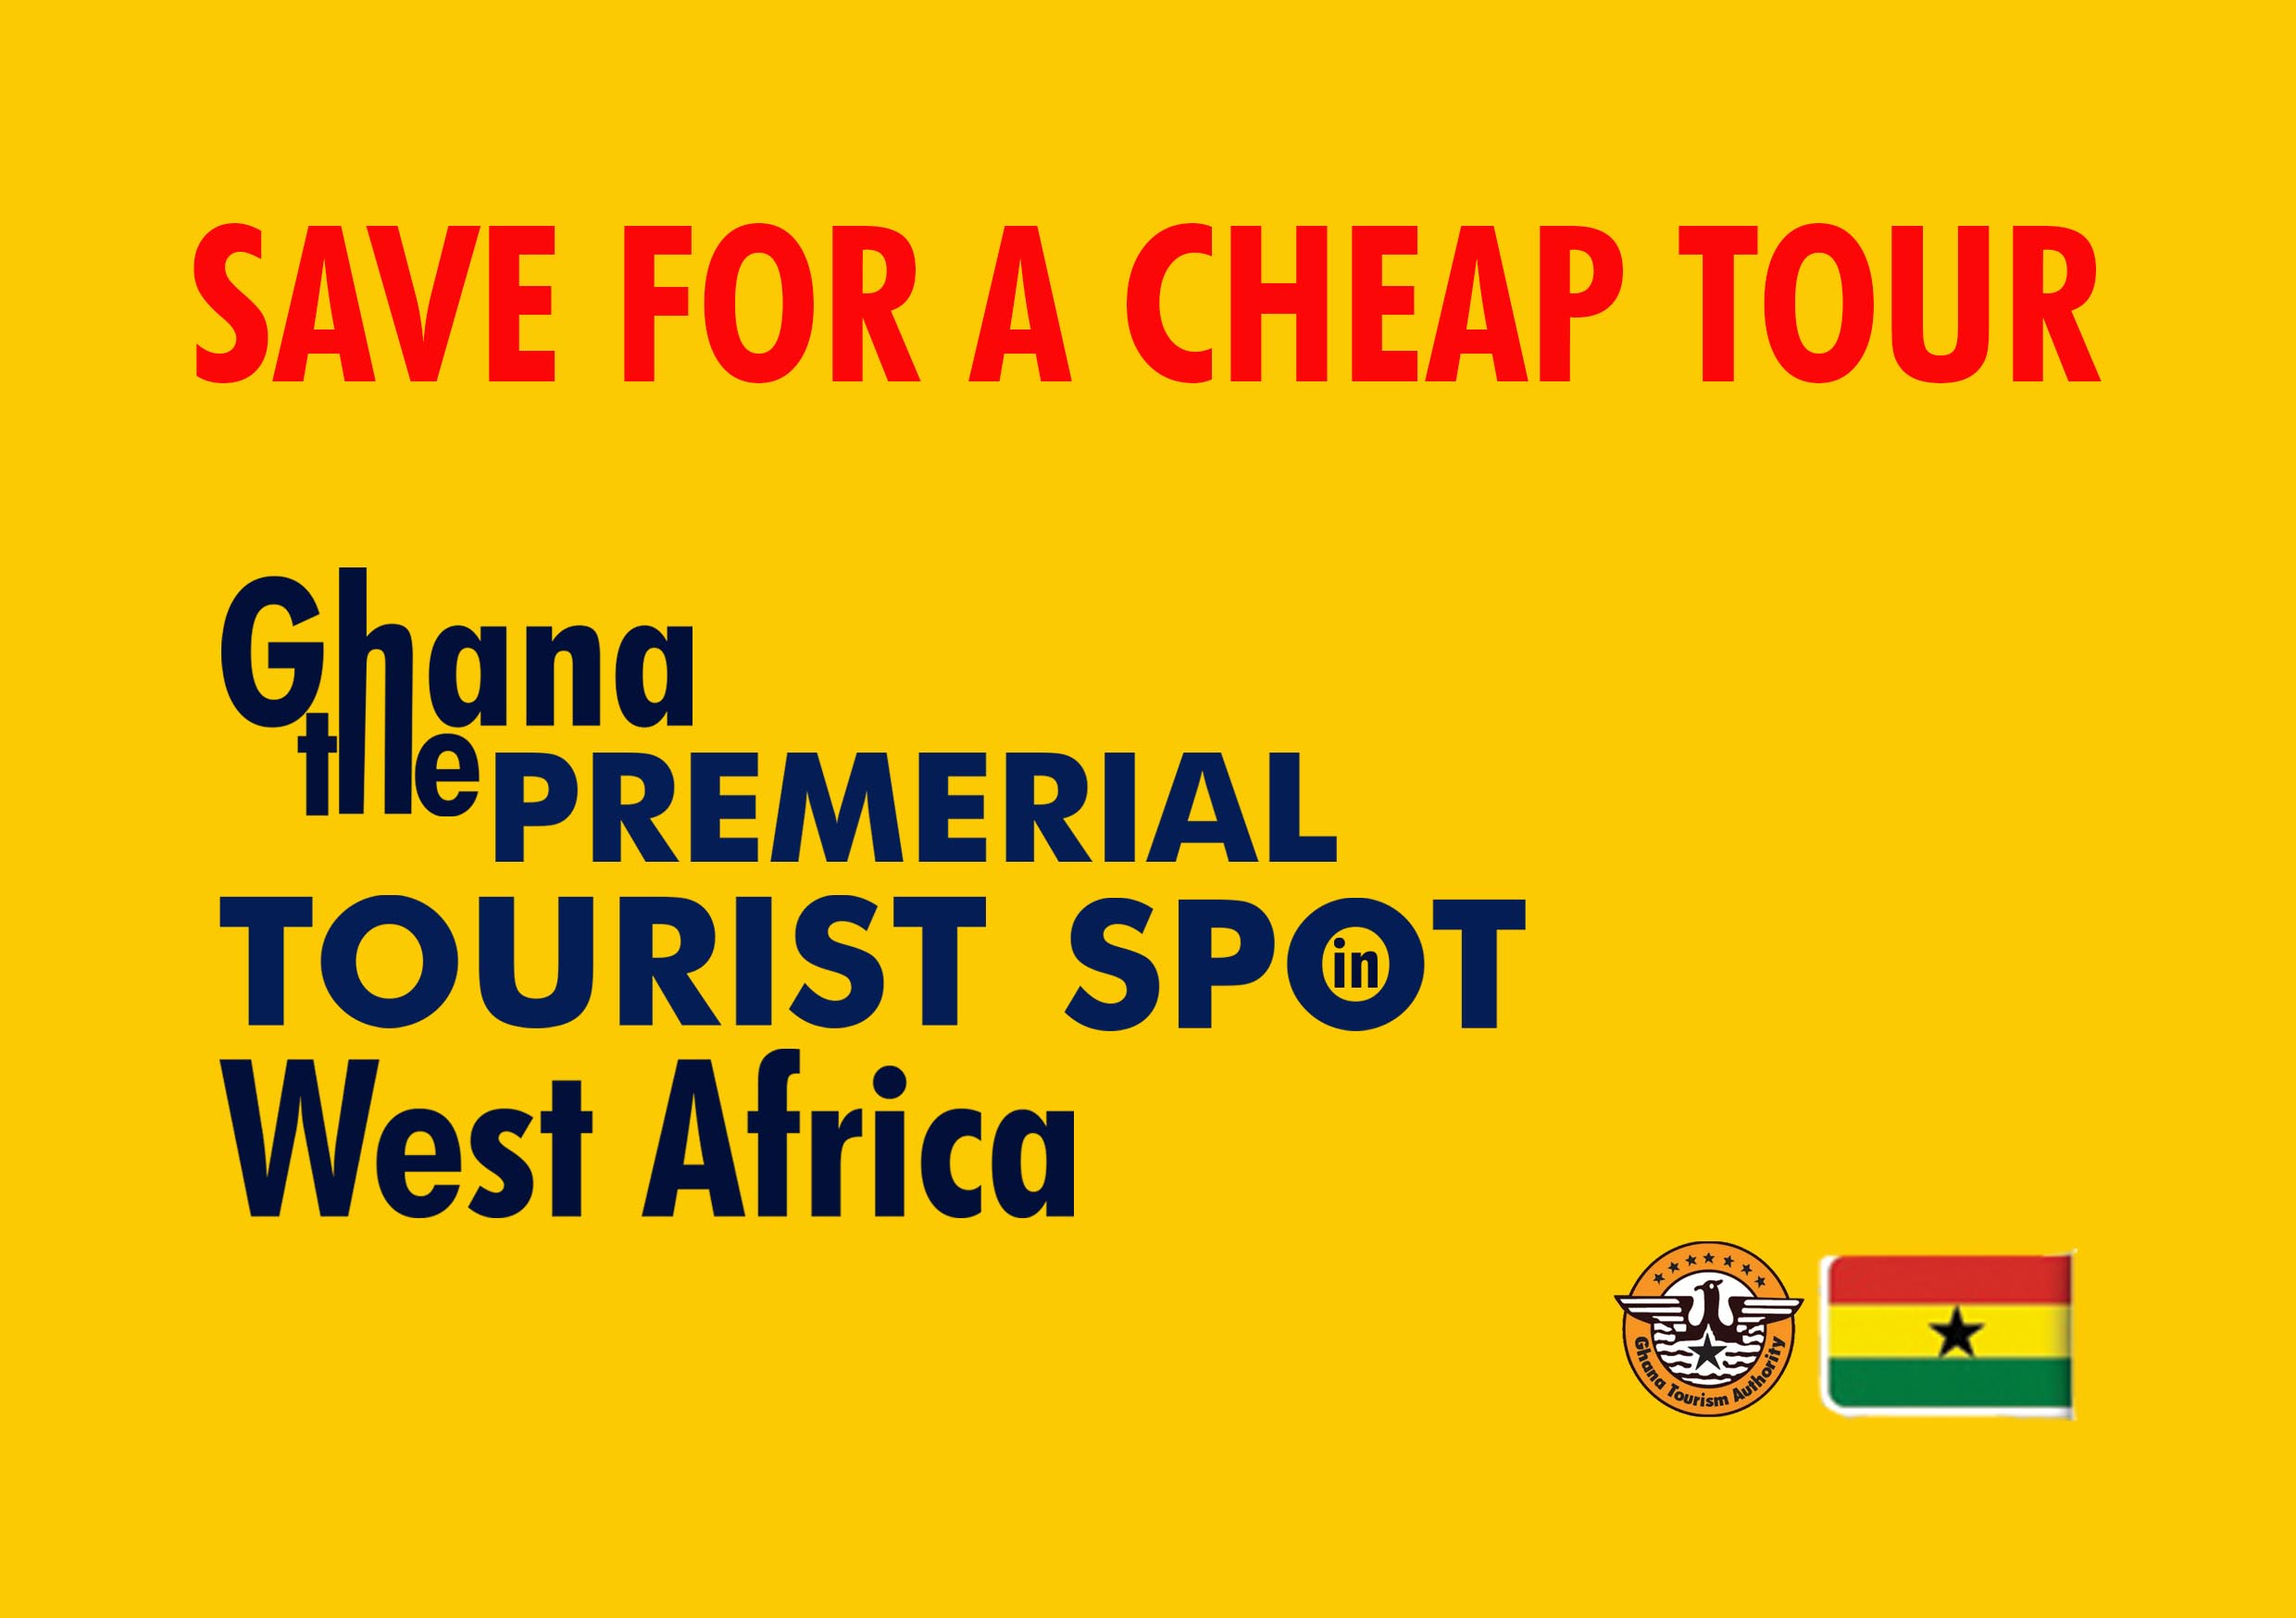 SAVE FOR A CHEAP TOUR
Ghana
the PREMERIAL
TOURIST SPOT
in
West Africa
Ghana Tourism Authority